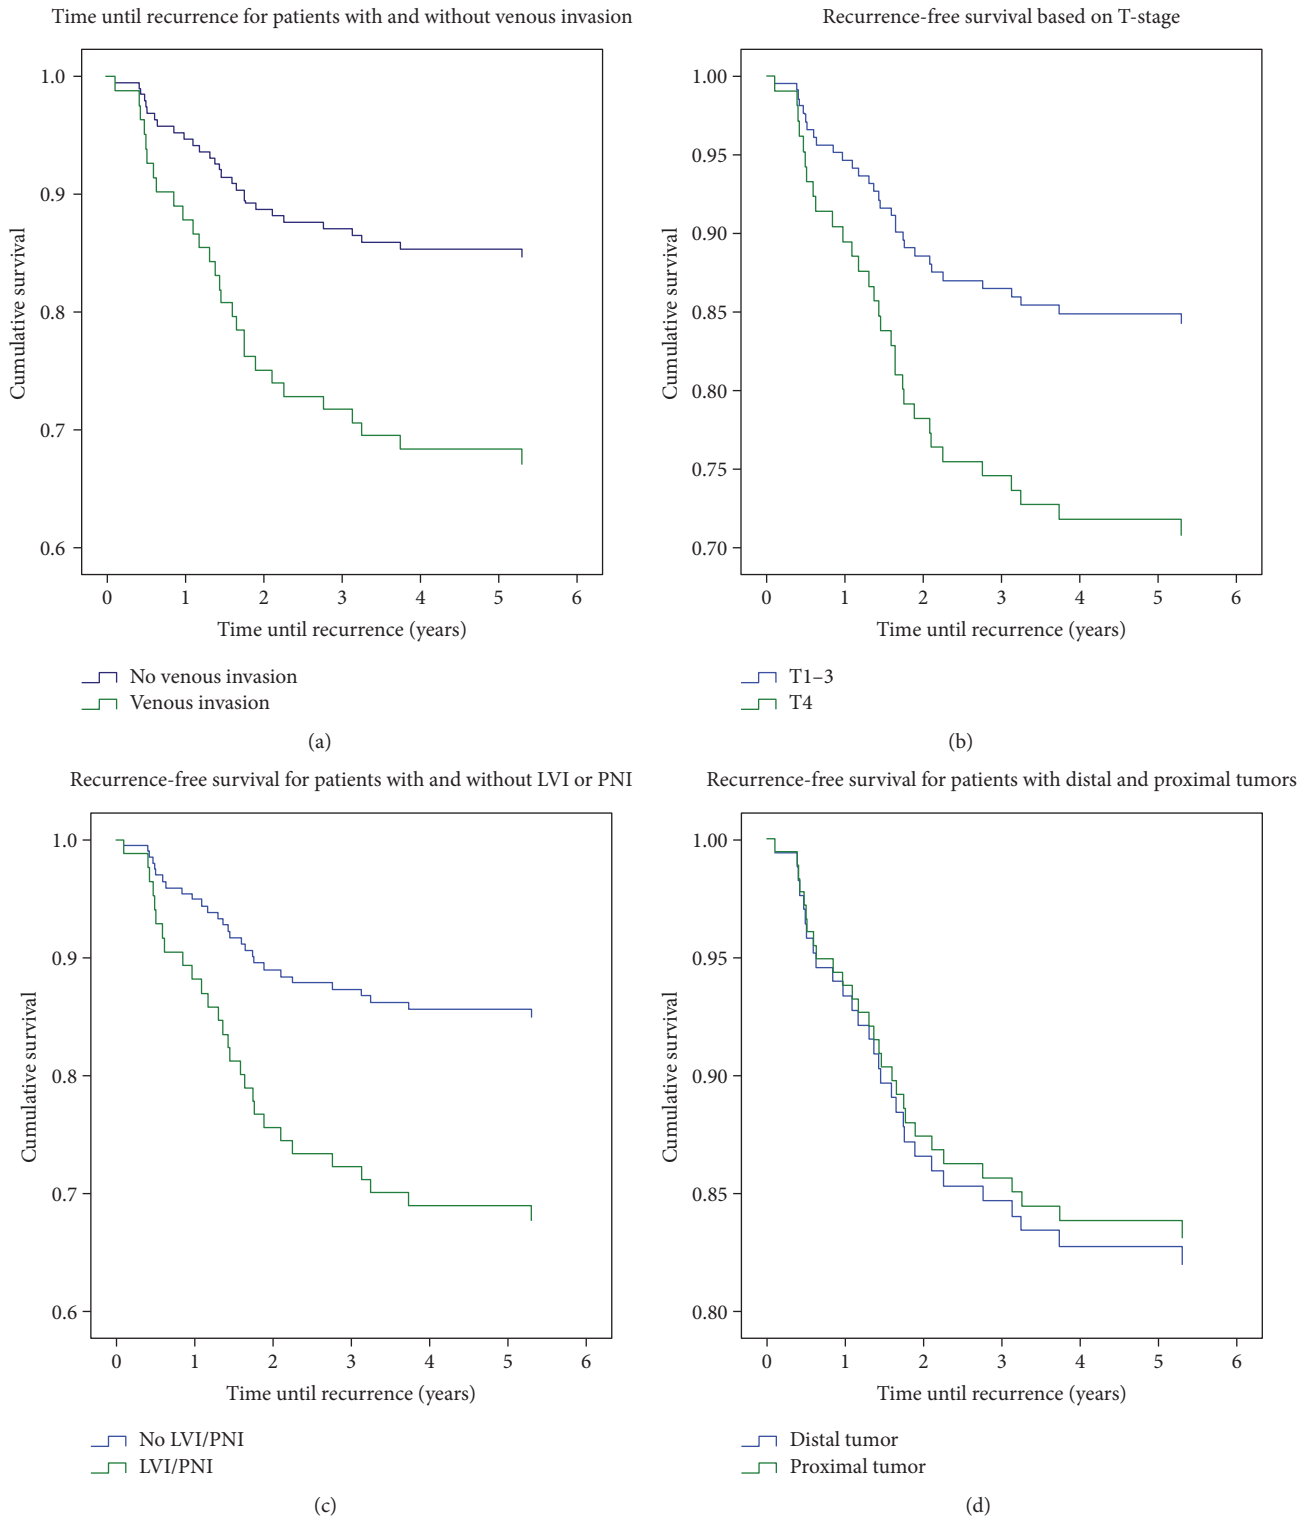 Time until recurrence for patients with and without venous invasion
Cumulative survival
1.0
0.9
0.8
0.7
0.6
0 1 2 3 4 5 6
Time until recurrence (years)
No venous invasion
Venous invasion
(a)
Recurrence-free survival based on T-stage
Cumulative survival
1.00
0.95
0.90
0.85
0.80
0.75
0.70
0 1 2 3 4 5 6
Time until recurrence (years)
T1–3
T4
(b)
Recurrence-free survival for patients with and without LVI or PNI
Cumulative survival
1.0
0.9
0.8
0.7
0.6
0 1 2 3 4 5 6
Time until recurrence (years)
No LVI/PNI
LVI/PNI
(c)
Recurrence-free survival for patients with distal and proximal tumors
Cumulative survival
1.00
0.95
0.90
0.85
0.80
0 1 2 3 4 5 6
Time until recurrence (years)
Distal tumor
Proximal tumor
(d)